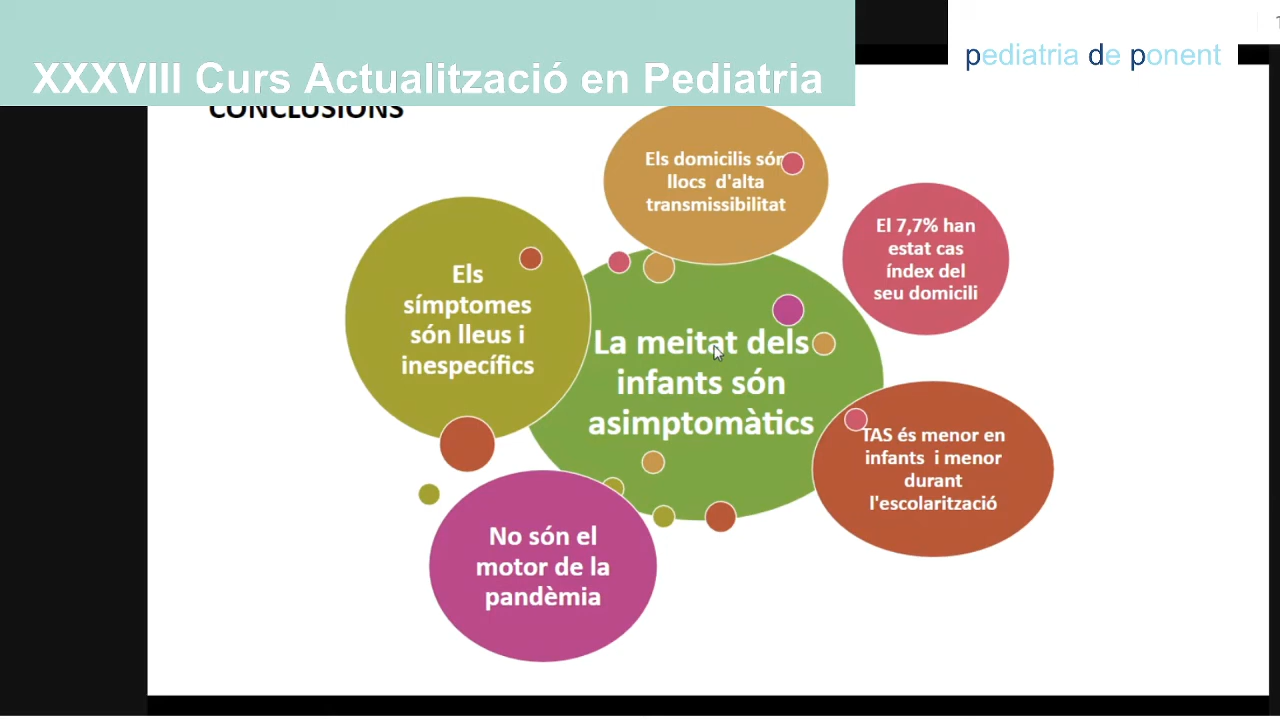 XXXVIII Curs Actualització en Pediatria
pediatria de ponent
CONCLUSIONS
Els domicilis són
llocs d'alta
transmissibilitat
El 7,7% han
estat cas
índex del
seu domicili
Els
símptomes
són lleus i
inespecífics
La meitat dels
infants són
asimptomàtics
TAS és menor en
infants i menor
durant
l'escolarització
No són el
motor de la
pandèmia